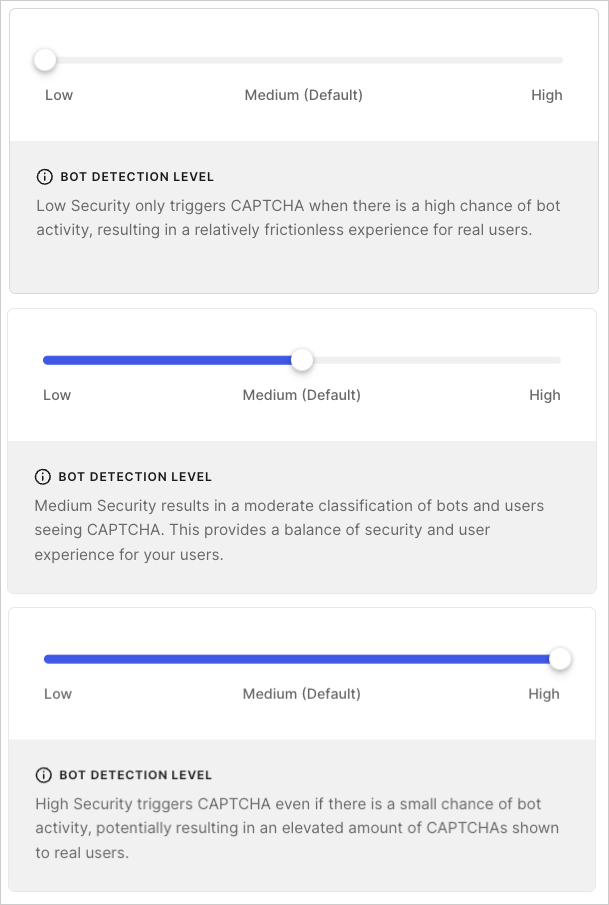 Low Medium (Default) High
BOT DETECTION LEVEL
Low Security only triggers CAPTCHA when there is a high chance of bot
activity, resulting in a relatively frictionless experience for real users.
Low Medium (Default) High
BOT DETECTION LEVEL
Medium Security results in a moderate classification of bots and users
seeing CAPTCHA. This provides a balance of security and user
experience for your users.
Low Medium (Default) High
BOT DETECTION LEVEL
High Security triggers CAPTCHA even if there is a small chance of bot
activity, potentially resulting in an elevated amount of CAPTCHAs shown
to real users.